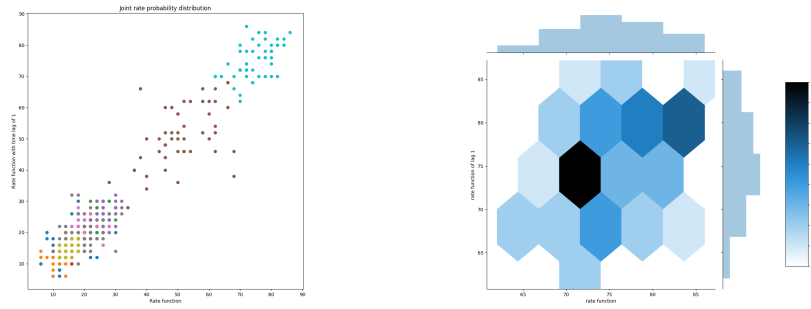 Joint rate probability distribution
Rate function with time lag of 1
90
80
70
60
50
40
30
20
10
10 20 30 40 50 60 70 80 90
Rate function
rate function of lag 1
85
80
75
70
65
65 70 75 80 85
rate function